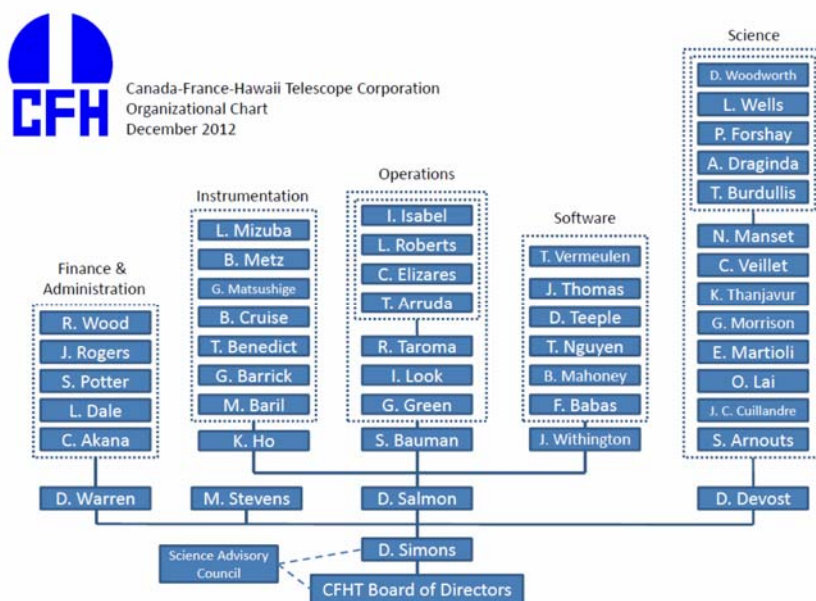 CFH
Canada-France-Hawaii Telescope Corporation
Organizational Chart
December 2012
Finance &
Administration
R. Wood
J. Rogers
S. Potter
L. Dale
C. Akana
D. Warren
Instrumentation
L. Mizuba
B. Metz
G. Matsushige
B. Cruise
T. Benedict
G. Barrick
M. Baril
K. Ho
M. Stevens
Operations
I. Isabel
L. Roberts
C. Elizares
T. Arruda
R. Taroma
I. Look
G. Green
S. Bauman
D. Salmon
Software
T. Vermeulen
J. Thomas
D. Teeple
T. Nguyen
B. Mahoney
F. Babas
J. Withington
Science
D. Woodworth
L. Wells
P. Forshay
A. Draginda
T. Burdullis
N. Manset
C. Veillet
K. Thanjavur
G. Morrison
E. Martioli
O. Lai
J. C. Cuillandre
S. Arnouts
D. Devost
Science Advisory
Council
D. Simons
CFHT Board of Directors